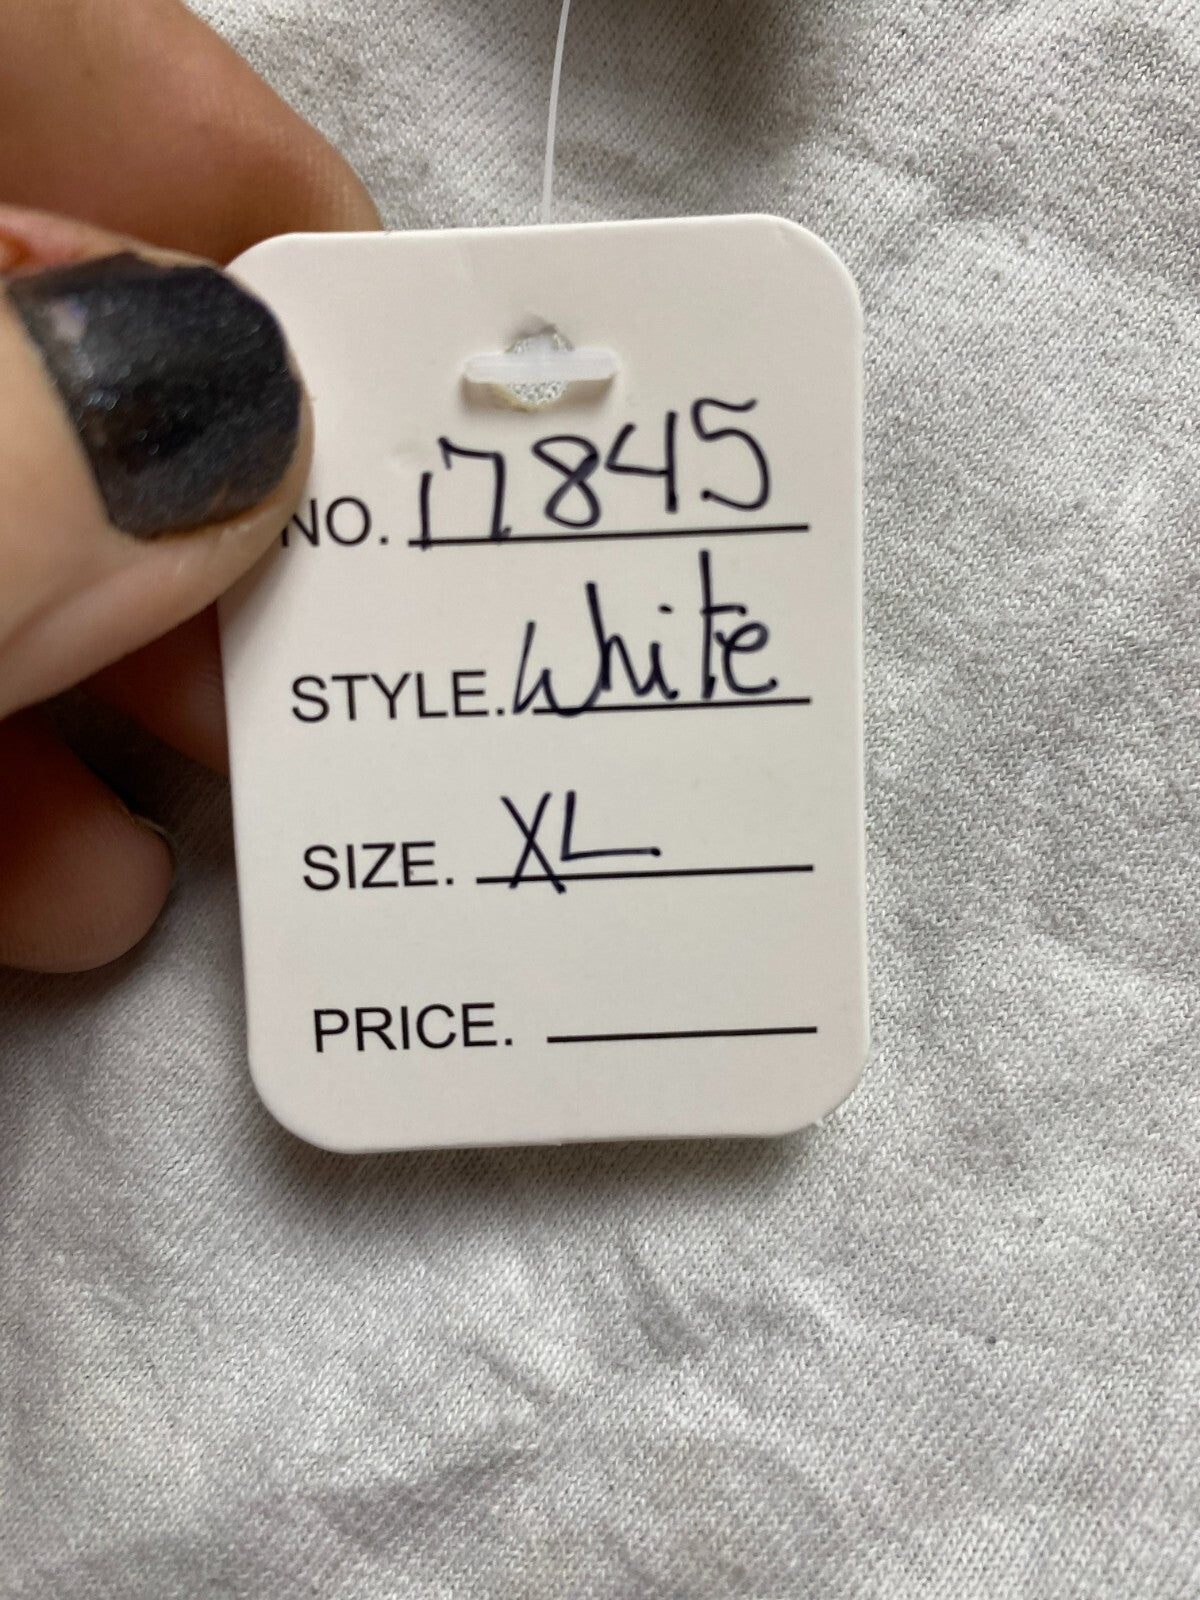 NO. 17845
STYLE. White
SIZE. XL
PRICE.